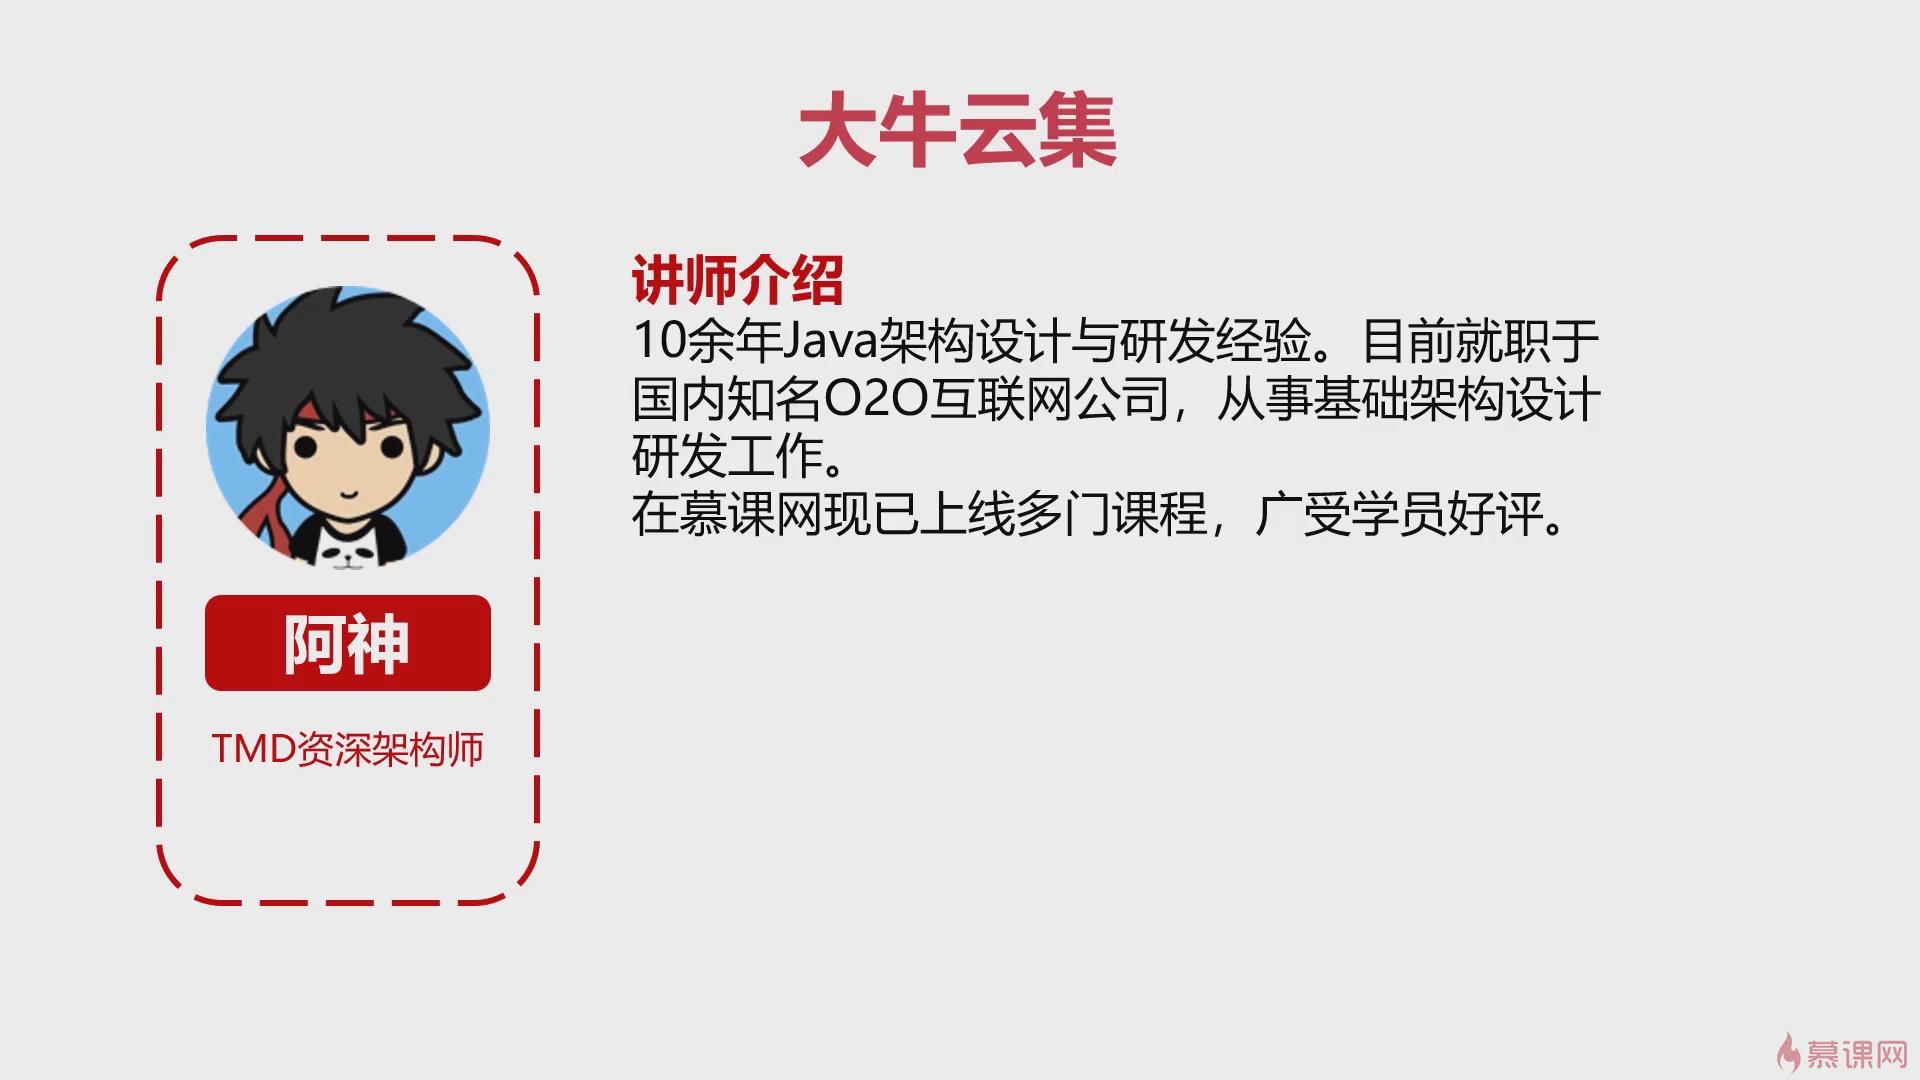 大牛云集
讲师介绍
10余年Java架构设计与研发经验。目前就职于
国内知名O2O互联网公司，从事基础架构设计
研发工作。
在慕课网现已上线多门课程，广受学员好评。
阿神
TMD资深架构师
慕课网